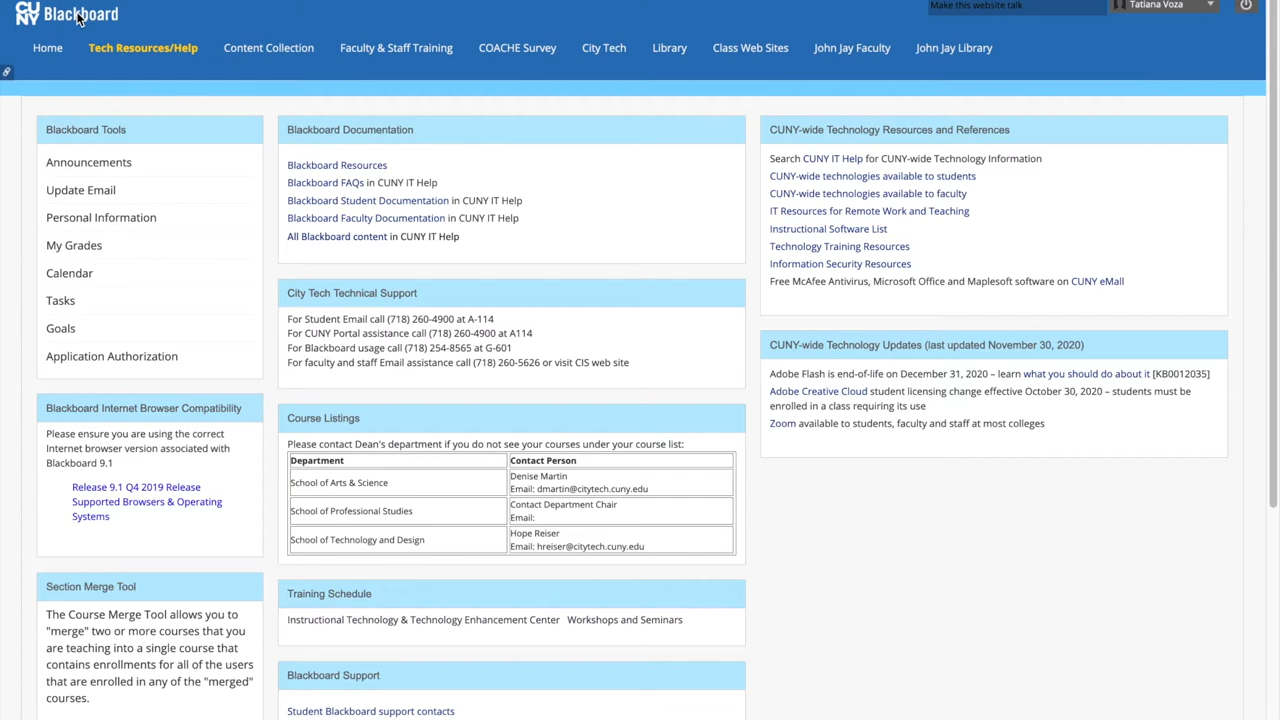 CUNY Blackboard
Make this website talk
Tatiana Voza
Home
Tech Resources/Help
Content Collection
Faculty & Staff Training
COACHE Survey
City Tech
Library
Class Web Sites
John Jay Faculty
John Jay Library
Blackboard Tools
Announcements
Update Email
Personal Information
My Grades
Calendar
Tasks
Goals
Application Authorization
Blackboard Internet Browser Compatibility
Please ensure you are using the correct
Internet browser version associated with
Blackboard 9.1
Release 9.1 Q4 2019 Release
Supported Browsers & Operating
Systems
Section Merge Tool
The Course Merge Tool allows you to
"merge" two or more courses that you
are teaching into a single course that
contains enrollments for all of the users
that are enrolled in any of the "merged"
courses.
Blackboard Documentation
Blackboard Resources
Blackboard FAQs in CUNY IT Help
Blackboard Student Documentation in CUNY IT Help
Blackboard Faculty Documentation in CUNY IT Help
All Blackboard content in CUNY IT Help
City Tech Technical Support
For Student Email call (718) 260-4900 at A-114
For CUNY Portal assistance call (718) 260-4900 at A114
For Blackboard usage call (718) 254-8565 at G-601
For faculty and staff Email assistance call (718) 260-5626 or visit CIS web site
Course Listings
Please contact Dean's department if you do not see your courses under your course list:
Department Contact Person
School of Arts & Science
Denise Martin
Email: dmartin@citytech.cuny.edu
School of Professional Studies
Contact Department Chair
Email:
School of Technology and Design
Hope Reiser
Email: hreiser@citytech.cuny.edu
Training Schedule
Instructional Technology & Technology Enhancement Center Workshops and Seminars
Blackboard Support
Student Blackboard support contacts
CUNY-wide Technology Resources and References
Search CUNY IT Help for CUNY-wide Technology Information
CUNY-wide technologies available to students
CUNY-wide technologies available to faculty
IT Resources for Remote Work and Teaching
Instructional Software List
Technology Training Resources
Information Security Resources
Free McAfee Antivirus, Microsoft Office and Maplesoft software on CUNY eMall
CUNY-wide Technology Updates (last updated November 30, 2020)
Adobe Flash is end-of-life on December 31, 2020 – learn what you should do about it [KB0012035]
Adobe Creative Cloud student licensing change effective October 30, 2020 – students must be
enrolled in a class requiring its use
Zoom available to students, faculty and staff at most colleges